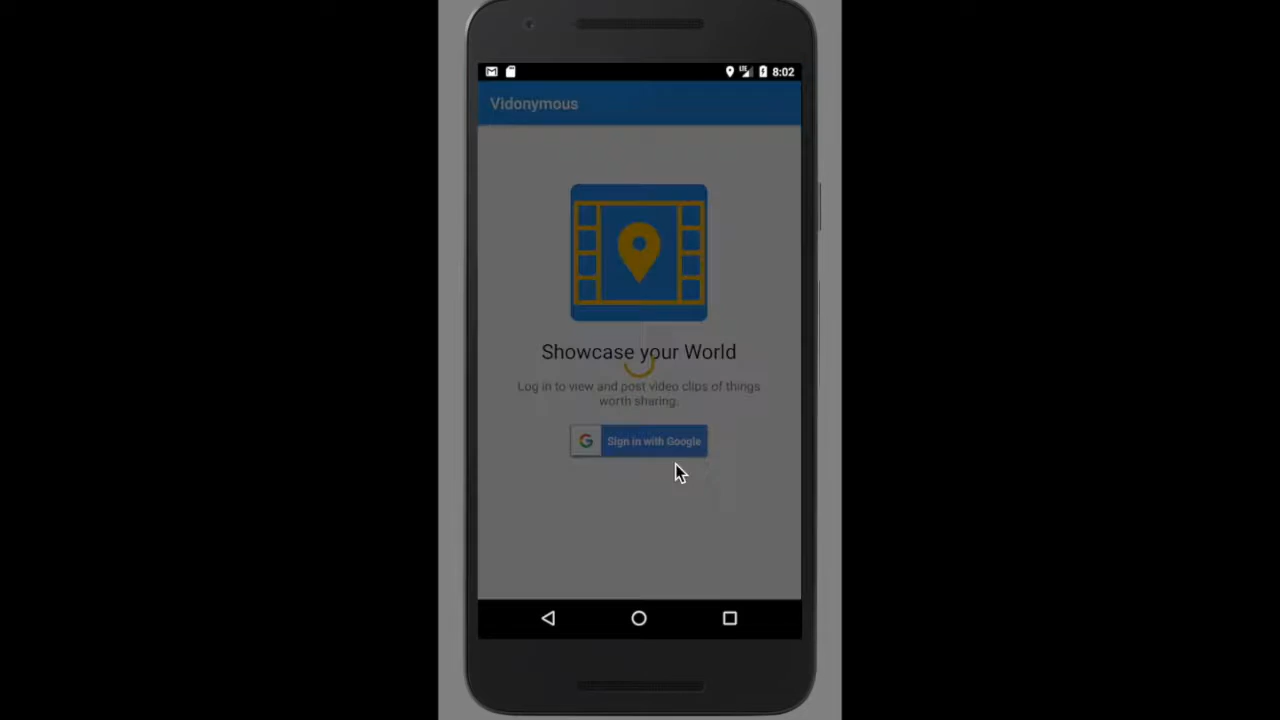 LTE 8:02
Vidonymous
Showcase your World
Log in to view and post video clips of things
worth sharing.
G Sign in with Google